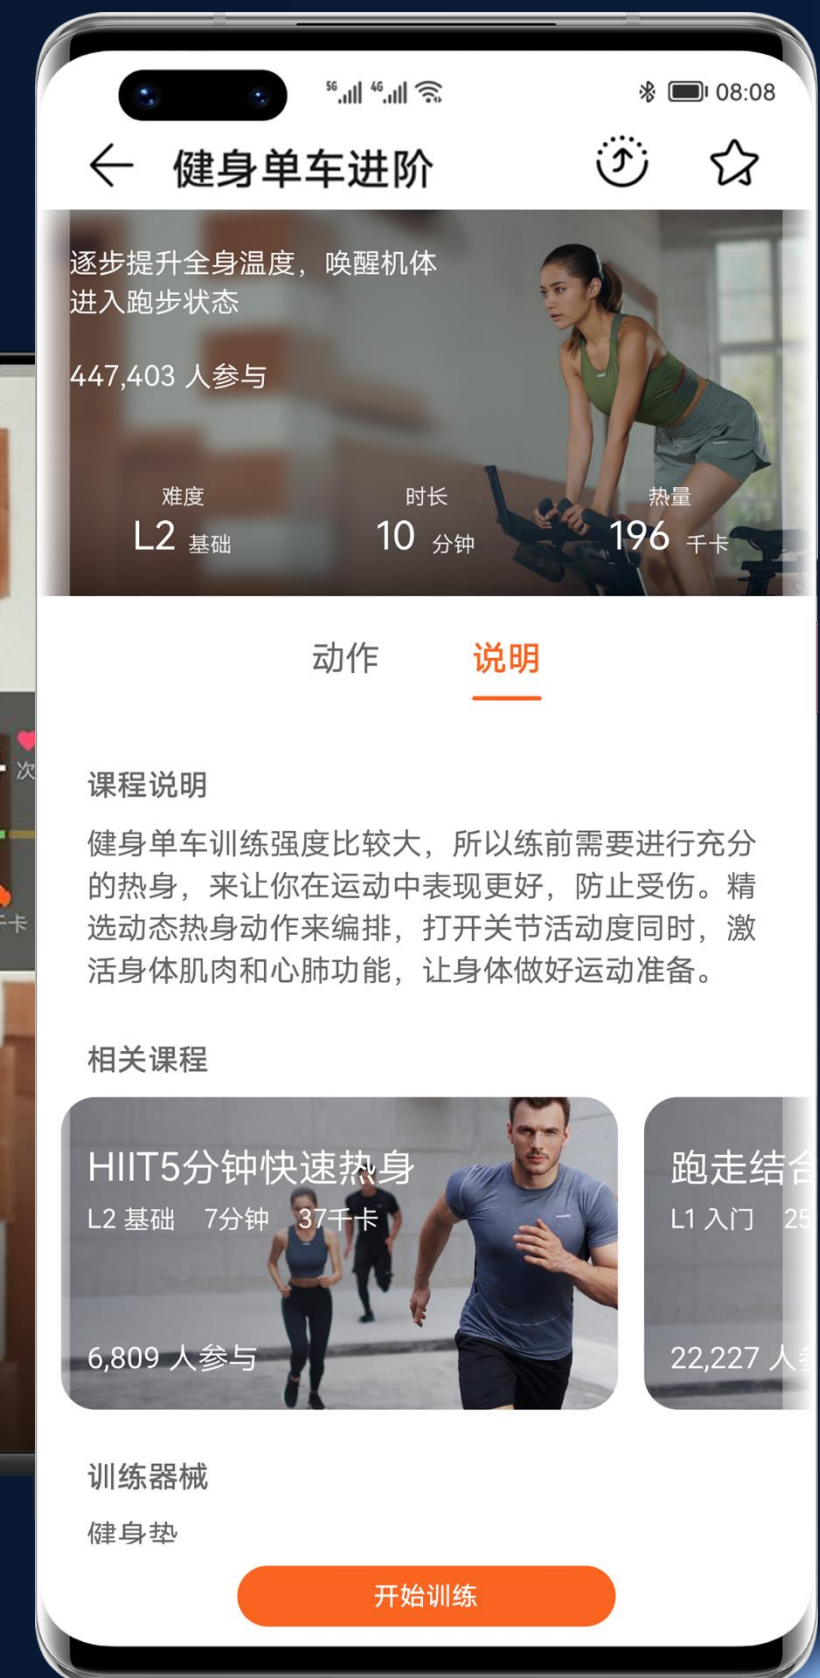 5G 4G 08:08
健身单车进阶
逐步提升全身温度，唤醒机体
进入跑步状态
447,403 人参与
难度 时长 热量
L2 基础 10 分钟 196 千卡
动作 说明
次
千卡
课程说明
健身单车训练强度比较大，所以练前需要进行充分
的热身，来让你在运动中表现更好，防止受伤。精
选动态热身动作来编排，打开关节活动度同时，激
活身体肌肉和心肺功能，让身体做好运动准备。
相关课程
HIIT5分钟快速热身 跑走结合
L2 基础 7分钟 37千卡 L1 入门 25
6,809 人参与 22,227 人参
训练器械
健身垫
开始训练